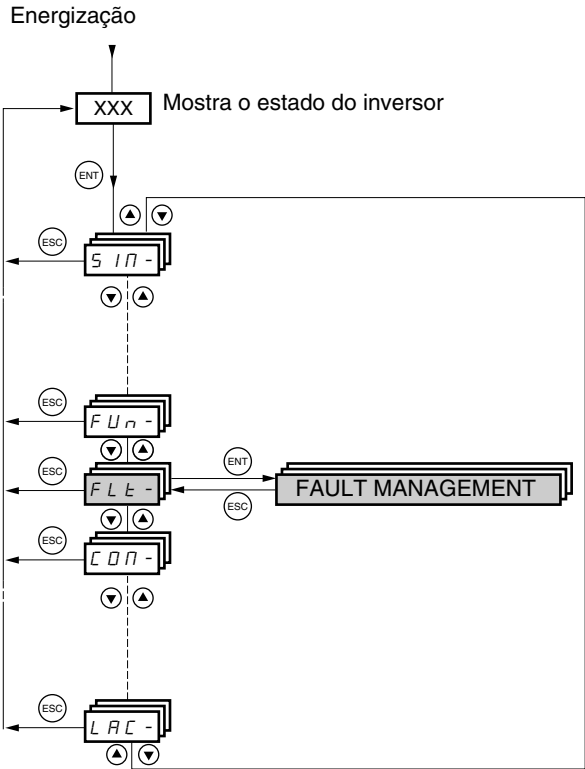 Energização
XXX
Mostra o estado do inversor
ENT
ESC
SIM-
ESC
FUn-
ESC
FLt-
ENT
ESC
FAULT MANAGEMENT
ESC
COM-
ESC
LAC-